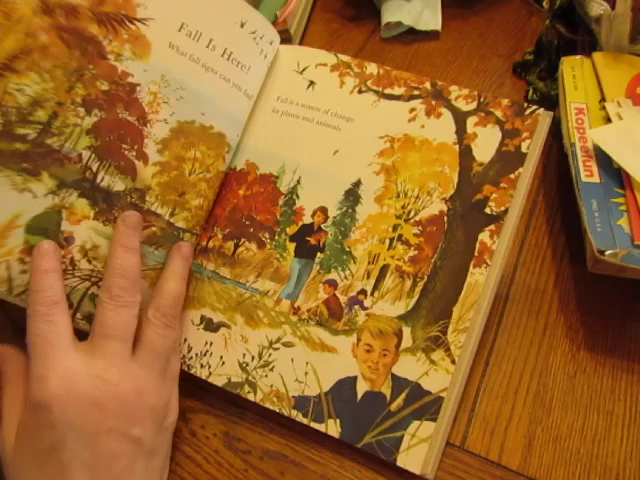 Fall Is Here!
What fall signs can you find
Fall is a season of change
for plants and animals.
Kopeefun